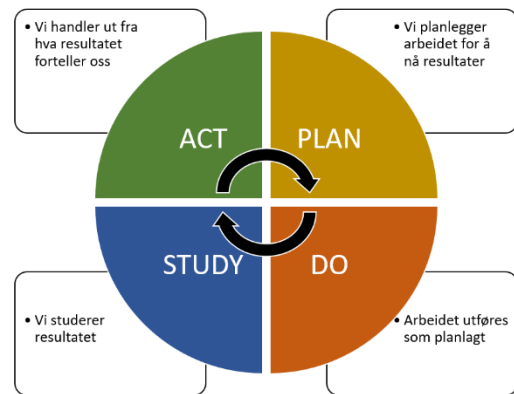 • Vi handler ut fra
hva resultatet
forteller oss
• Vi planlegger
arbeidet for å
nå resultater
ACT
PLAN
STUDY
DO
• Vi studerer
resultatet
• Arbeidet utføres
som planlagt